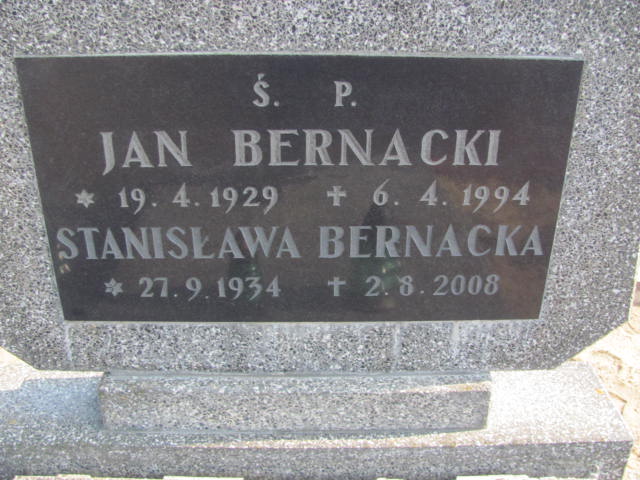 Ś. P.
JAN BERNACKI
* 19. 4. 1929 ✝ 6. 4. 1994
STANISŁAWA BERNACKA
* 27. 9. 1934 ✝ 2. 8. 2008